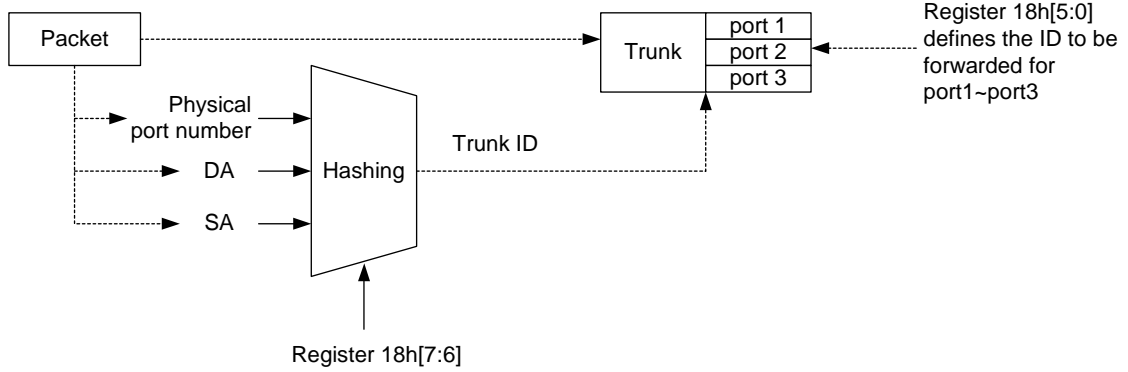 Packet
Trunk
port 1
port 2
port 3
Register 18h[5:0]
defines the ID to be
forwarded for
port1~port3
Physical
port number
DA
SA
Hashing
Trunk ID
Register 18h[7:6]